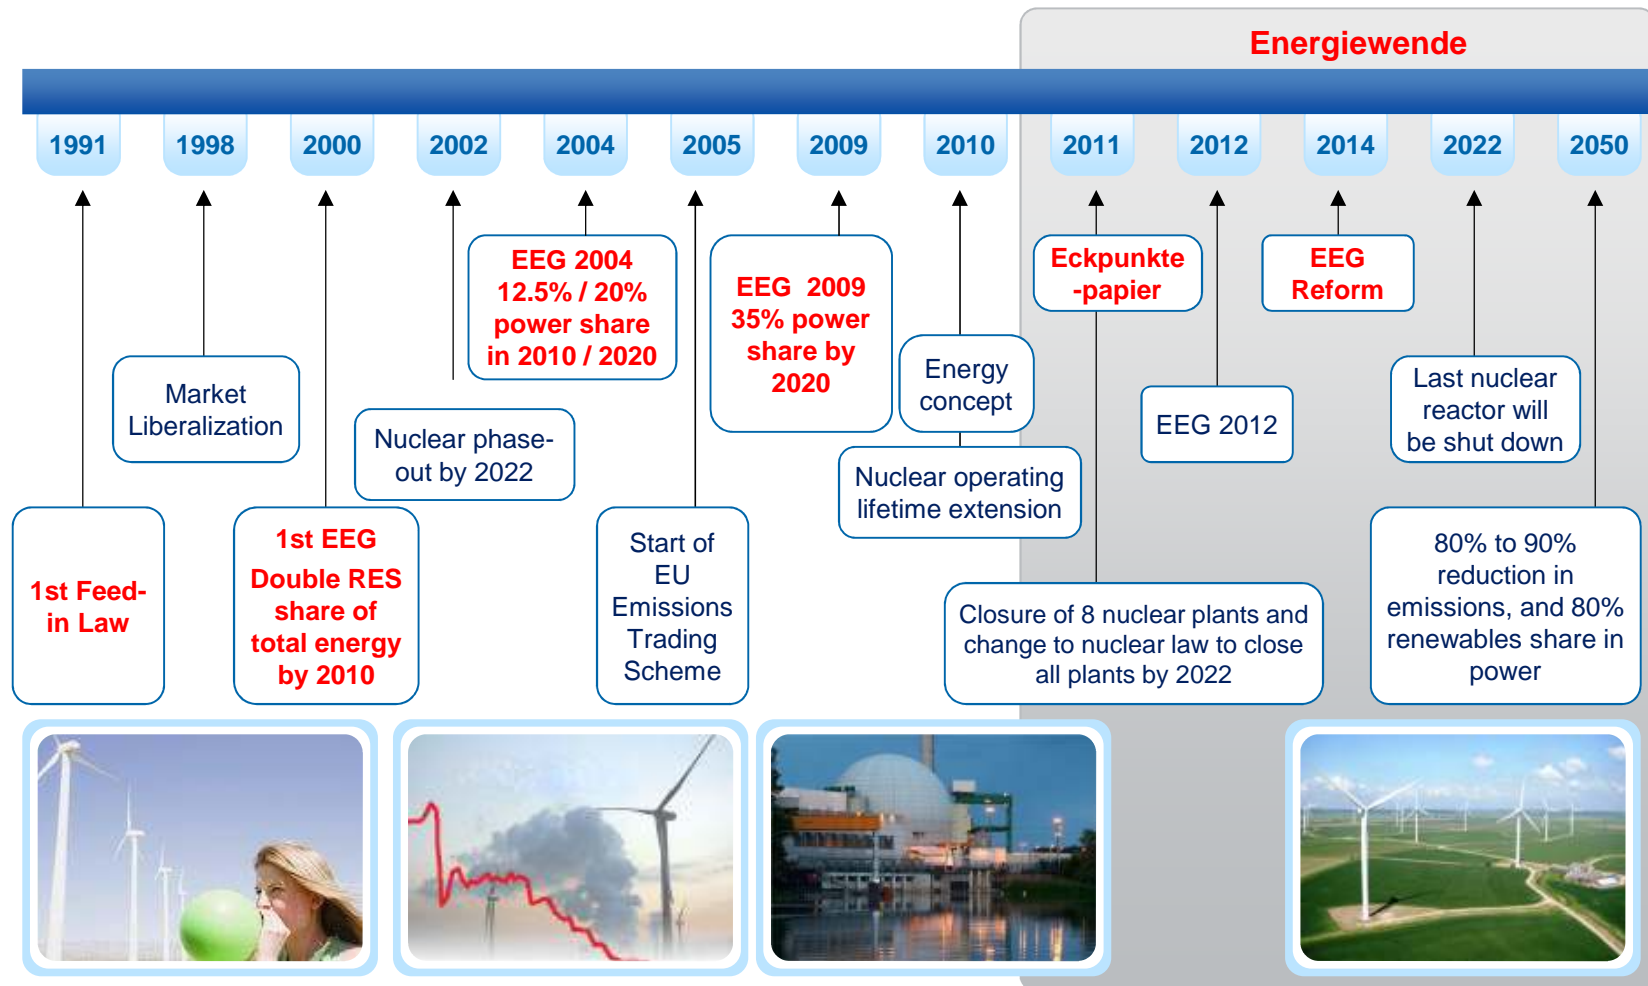 Energiewende
1991
1998
2000
2002
2004
2005
2009
2010
2011
2012
2014
2022
2050
1st Feed-
in Law
Market
Liberalization
1st EEG
Double RES
share of
total energy
by 2010
Nuclear phase-
out by 2022
EEG 2004
12.5% / 20%
power share
in 2010 / 2020
Start of
EU
Emissions
Trading
Scheme
EEG 2009
35% power
share by
2020
Energy
concept
Nuclear operating
lifetime extension
Eckpunkte
-papier
Closure of 8 nuclear plants and
change to nuclear law to close
all plants by 2022
EEG 2012
EEG
Reform
Last nuclear
reactor will
be shut down
80% to 90%
reduction in
emissions, and 80%
renewables share in
power